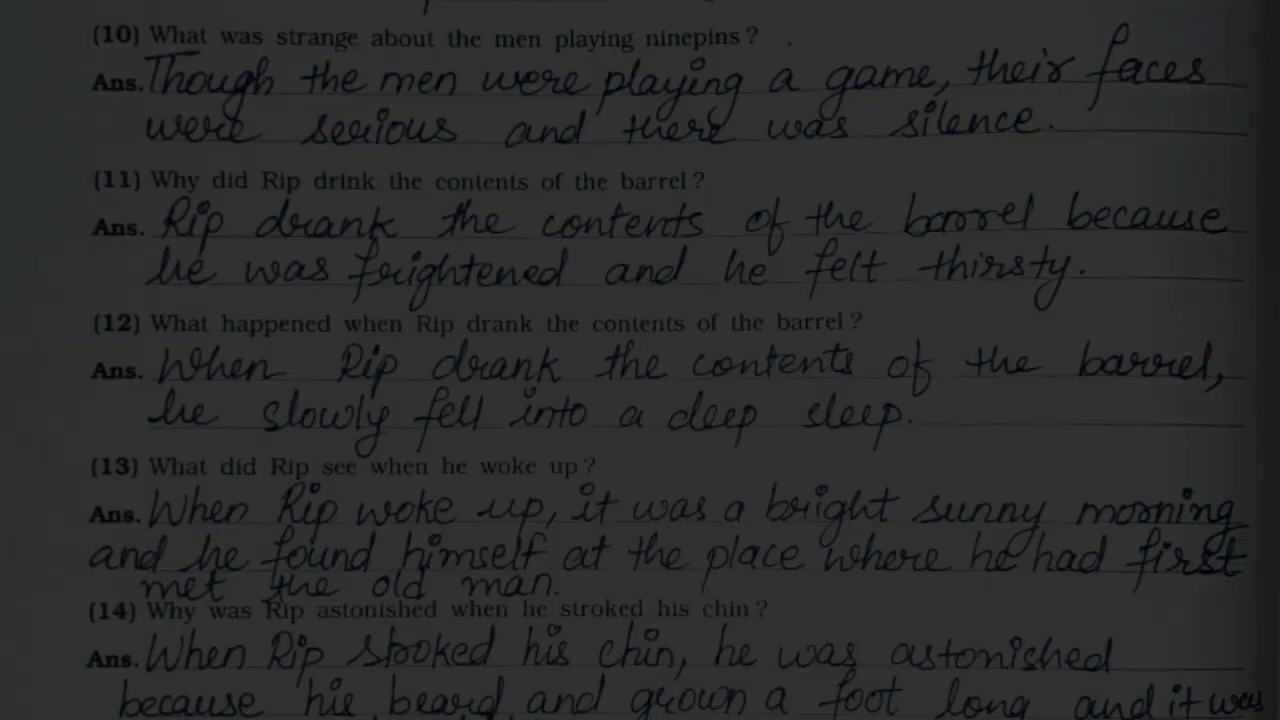 (10) What was strange about the men playing ninepins?
Ans. Though the men were playing a game, their faces
were serious and there was silence.
(11) Why did Rip drink the contents of the barrel?
Ans. Rip drank the contents of the barrel because
he was frightened and he felt thirsty.
(12) What happened when Rip drank the contents of the barrel?
Ans. When Rip drank the contents of the barrel,
he slowly fell into a deep sleep.
(13) What did Rip see when he woke up?
Ans. When Rip woke up, it was a bright sunny morning
and he found himself at the place where he had first
met the old man.
(14) Why was Rip astonished when he stroked his chin?
Ans. When Rip stroked his chin, he was astonished
because his beard and grown a foot long and it was